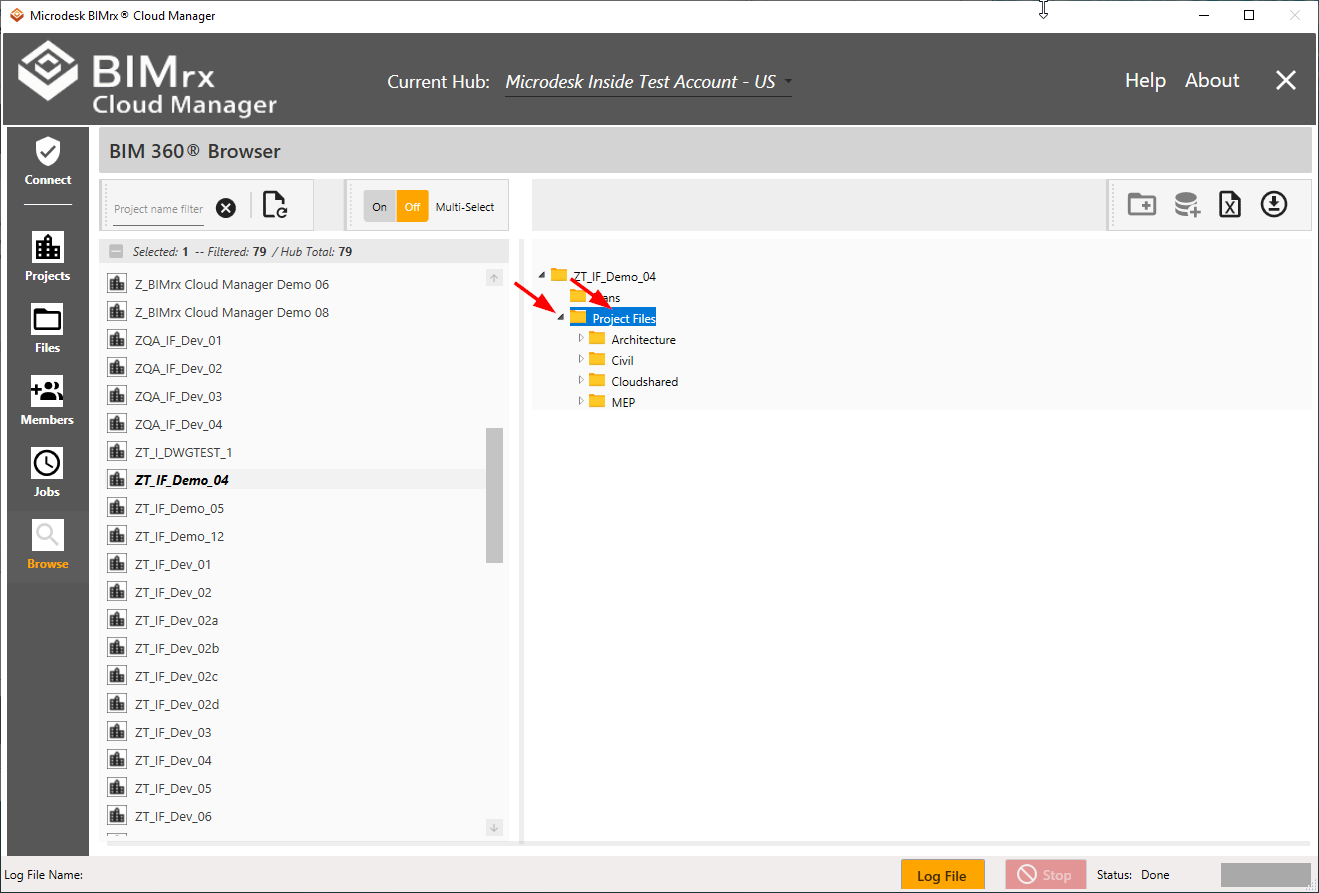 Microdesk BIMrx® Cloud Manager
BIMrx
Cloud Manager
Current Hub: Microdesk Inside Test Account - US
Help About
BIM 360® Browser
Connect
Projects
Files
Members
Jobs
Browse
Project name filter
On Off Multi-Select
Selected: 1 -- Filtered: 79 / Hub Total: 79
Z_BIMrx Cloud Manager Demo 06
Z_BIMrx Cloud Manager Demo 08
ZQA_IF_Dev_01
ZQA_IF_Dev_02
ZQA_IF_Dev_03
ZQA_IF_Dev_04
ZT_I_DWGTEST_1
ZT_IF_Demo_04
ZT_IF_Demo_05
ZT_IF_Demo_12
ZT_IF_Dev_01
ZT_IF_Dev_02
ZT_IF_Dev_02a
ZT_IF_Dev_02b
ZT_IF_Dev_02c
ZT_IF_Dev_02d
ZT_IF_Dev_03
ZT_IF_Dev_04
ZT_IF_Dev_05
ZT_IF_Dev_06
ZT_IF_Demo_04
Project Files
Architecture
Civil
Cloudshared
MEP
Log File Name:
Log File
Stop
Status: Done